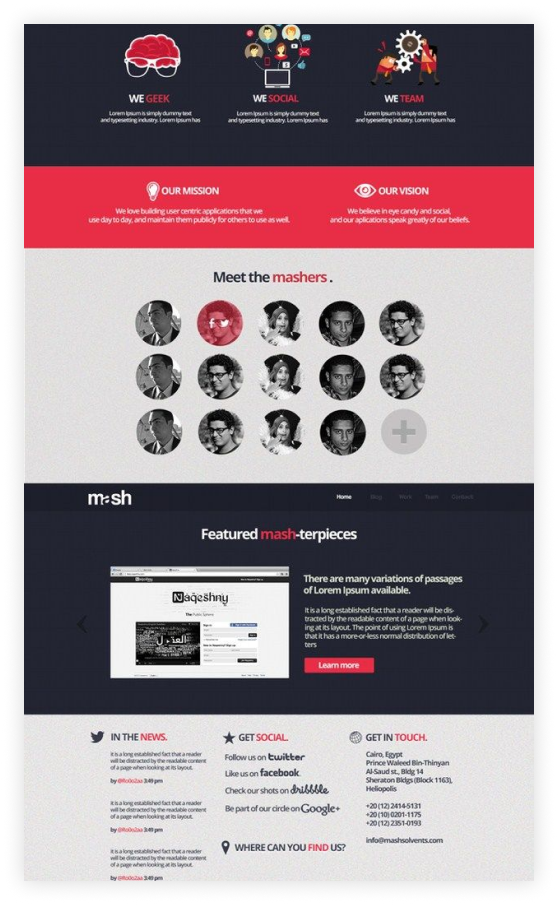 WE GEEK
Lorem Ipsum is simply dummy text
and typesetting industry. Lorem Ipsum has
WE SOCIAL
Lorem Ipsum is simply dummy text
and typesetting industry. Lorem Ipsum has
WE TEAM
Lorem Ipsum is simply dummy text
and typesetting industry. Lorem Ipsum has
OUR MISSION
We love building user centric applications that we
use day to day, and maintain them publicly for others to use as well.
OUR VISION
We believe in eye candy and social,
and our aplications speak greatly of our beliefs.
Meet the mashers .
mash
Home
Blog
Work
Team
Contact
Featured mash-terpieces
Naqeshny
There are many variations of passages
of Lorem Ipsum available.
It is a long established fact that a reader will be dis-
tracted by the readable content of a page when look-
ing at its layout. The point of using Lorem Ipsum is
that it has a more-or-less normal distribution of let-
ters
Learn more
IN THE NEWS.
it is a long established fact that a reader
will be distracted by the readable content
of a page when looking at its layout.
3:49 pm
it is a long established fact that a reader
will be distracted by the readable content
of a page when looking at its layout.
3:49 pm
it is a long established fact that a reader
will be distracted by the readable content
of a page when looking at its layout.
3:49 pm
GET SOCIAL.
Follow us on twitter
Like us on facebook.
Check our shots on dribbble
Be part of our circle on Google+
WHERE CAN YOU FIND US?
GET IN TOUCH.
Cairo, Egypt
Prince Waleed Bin-Thinyan
Al-Saud st., Bldg 14
Sheraton Bldgs (Block 1163),
Heliopolis
+20 (12) 2414-5131
+20 (10) 0201-1175
+20 (12) 2351-0193
info@mashsolvents.com